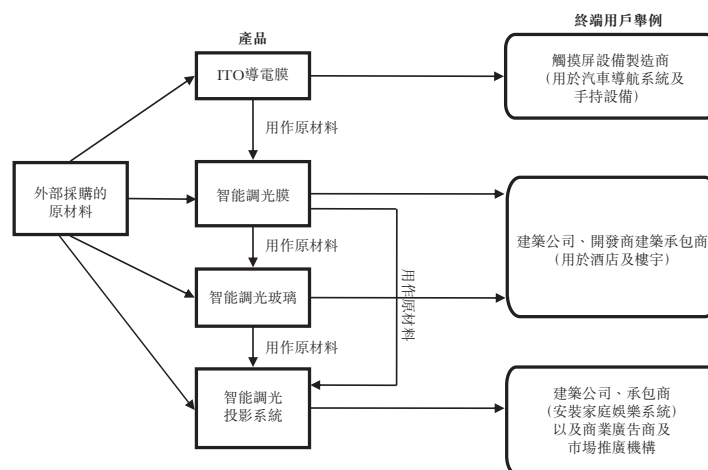 終端用戶舉例
產品
ITO導電膜
觸摸屏設備製造商
(用於汽車導航系統及
手持設備)
用作原材料
外部採購的
原材料
智能調光膜
建築公司、開發商建築承包商
(用於酒店及樓宇)
用作原材料
用作原材料
智能調光玻璃
用作原材料
智能調光
投影系統
建築公司、承包商
(安裝家庭娛樂系統)
以及商業廣告商及
市場推廣機構